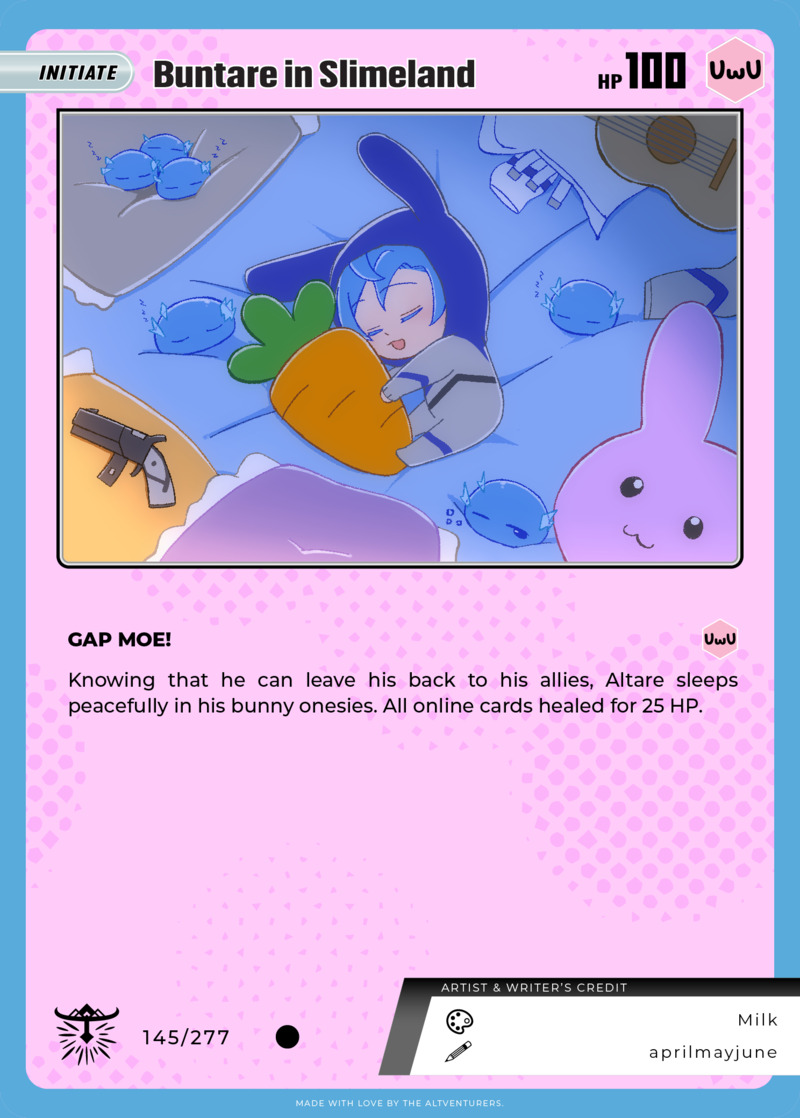 INITIATE
Buntare in Slimeland
HP 100
UwU
GAP MOE!
UwU
Knowing that he can leave his back to his allies, Altare sleeps
peacefully in his bunny onesies. All online cards healed for 25 HP.
ARTIST & WRITER'S CREDIT
Milk
145/277
aprilmayjune
MADE WITH LOVE BY THE ALTVENTURERS.